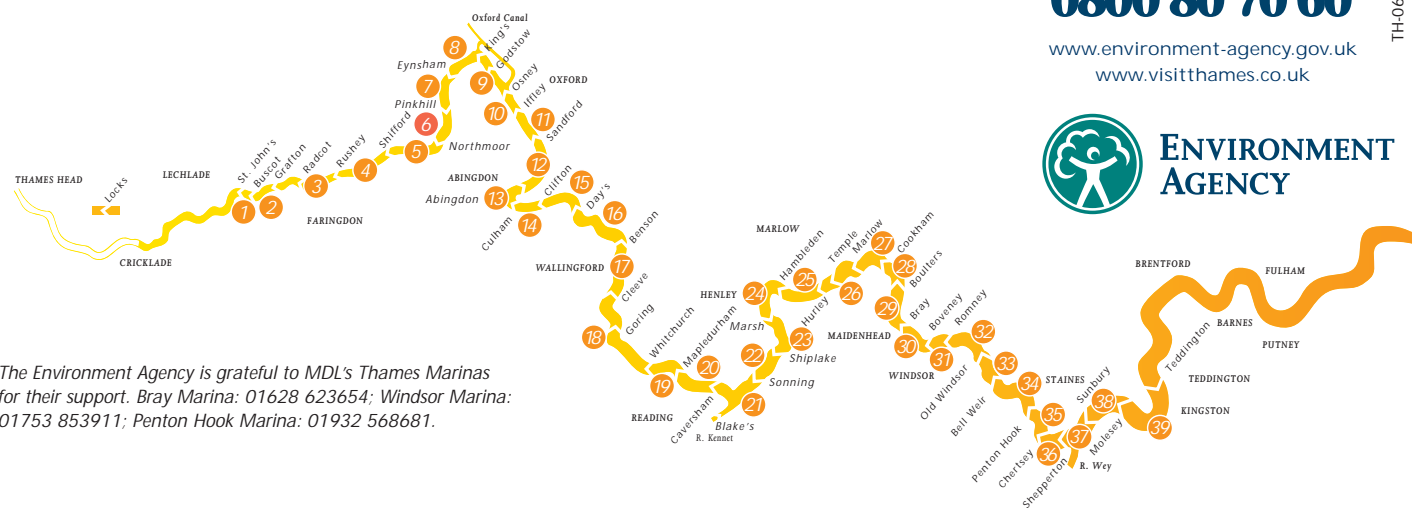 0800 80 70 60
TH-06
www.environment-agency.gov.uk
www.visitthames.co.uk
ENVIRONMENT
AGENCY
Oxford Canal
King's
Godstow
Osney
OXFORD
Iffley
Sandford
Eynsham
Pinkhill
Northmoor
Shifford
Rushey
Radcot
Grafton
Buscot
St. John's
LECHLADE
THAMES HEAD
Locks
CRICKLADE
FARINGDON
1
2
3
4
5
6
7
8
9
10
11
12
13
14
15
16
17
18
19
20
21
22
23
24
25
26
27
28
29
30
31
32
33
34
35
36
37
38
39
ABINGDON
Abingdon
Culham
Clifton
Day's
Benson
WALLINGFORD
Cleeve
Goring
Whitchurch
Mapledurham
READING
Caversham
Blake's
R. Kennet
Sonning
Shiplake
Marsh
HENLEY
Hambleden
MARLOW
Hurley
Temple
Marlow
Cookham
Boulters
MAIDENHEAD
Bray
Boveney
Romney
WINDSOR
Old Windsor
Bell Weir
STAINES
Penton Hook
Chertsey
Shepperton
R. Wey
Sunbury
Molesey
Teddington
KINGSTON
TEDDINGTON
BRENTFORD
FULHAM
BARNES
PUTNEY
The Environment Agency is grateful to MDL's Thames Marinas
for their support. Bray Marina: 01628 623654; Windsor Marina:
01753 853911; Penton Hook Marina: 01932 568681.